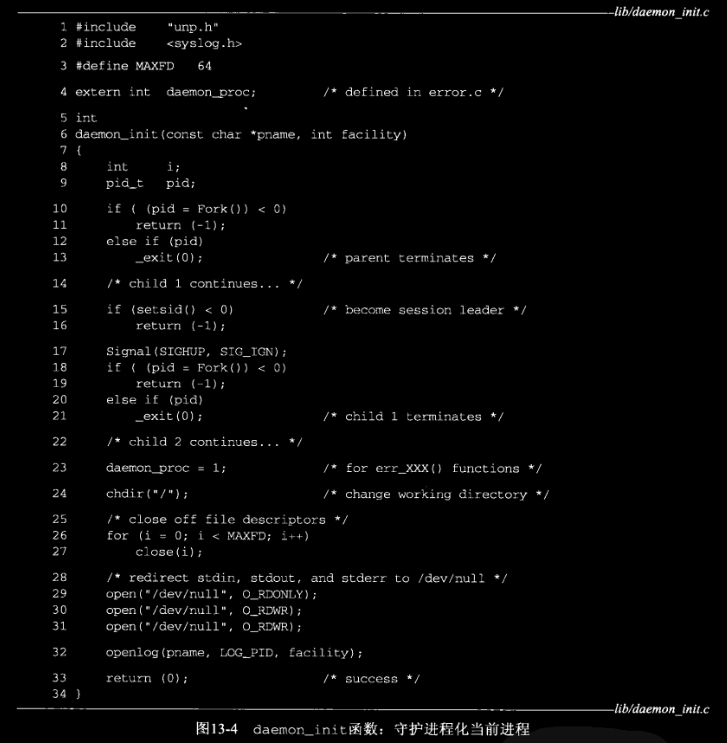 lib/daemon_init.c
1 #include    "unp.h"
2 #include    <syslog.h>
3 #define MAXFD   64
4 extern int  daemon_proc;        /* defined in error.c */
5 int
6 daemon_init(const char *pname, int facility)
7 {
8     int     i;
9     pid_t   pid;
10     if ( (pid = Fork()) < 0)
11         return (-1);
12     else if (pid)
13         _exit(0);               /* parent terminates */
14     /* child 1 continues... */
15     if (setsid() < 0)           /* become session leader */
16         return (-1);
17     Signal(SIGHUP, SIG_IGN);
18     if ( (pid = Fork()) < 0)
19         return (-1);
20     else if (pid)
21         _exit(0);               /* child 1 terminates */
22     /* child 2 continues... */
23     daemon_proc = 1;            /* for err_XXX() functions */
24     chdir("/");                 /* change working directory */
25     /* close off file descriptors */
26     for (i = 0; i < MAXFD; i++)
27         close(i);
28     /* redirect stdin, stdout, and stderr to /dev/null */
29     open("/dev/null", O_RDONLY);
30     open("/dev/null", O_RDWR);
31     open("/dev/null", O_RDWR);
32     openlog(pname, LOG_PID, facility);
33     return (0);                 /* success */
34 }
lib/daemon_init.c
图13-4 daemon_init函数：守护进程化当前进程